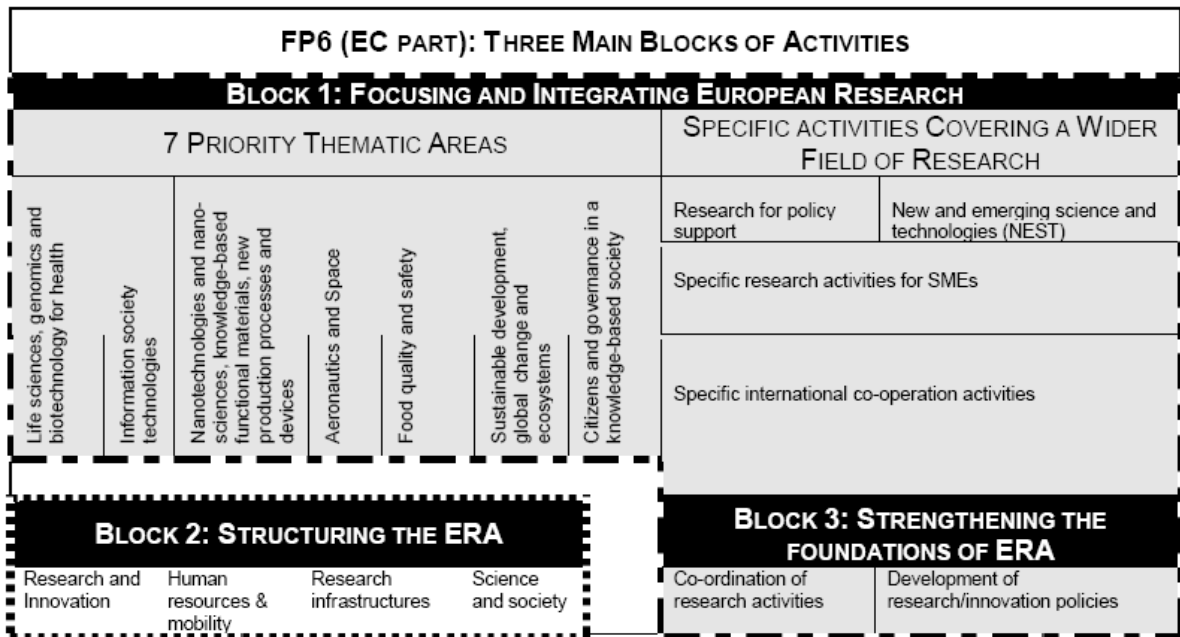 FP6 (EC PART): THREE MAIN BLOCKS OF ACTIVITIES
BLOCK 1: FOCUSING AND INTEGRATING EUROPEAN RESEARCH
7 PRIORITY THEMATIC AREAS
SPECIFIC ACTIVITIES COVERING A WIDER
FIELD OF RESEARCH
Life sciences, genomics and
biotechnology for health
Information society
technologies
Nanotechnologies and nano-
sciences, knowledge-based
functional materials, new
production processes and
devices
Aeronautics and Space
Food quality and safety
Sustainable development,
global change and
ecosystems
Citizens and governance in a
knowledge-based society
Research for policy
support
New and emerging science and
technologies (NEST)
Specific research activities for SMEs
Specific international co-operation activities
BLOCK 2: STRUCTURING THE ERA
Research and
Innovation
Human
resources &
mobility
Research
infrastructures
Science
and society
BLOCK 3: STRENGTHENING THE
FOUNDATIONS OF ERA
Co-ordination of
research activities
Development of
research/innovation policies